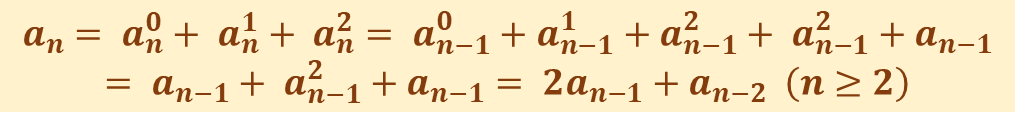 aₙ = aₙ⁰ + aₙ¹ + aₙ² = aₙ₋₁⁰ + aₙ₋₁¹ + aₙ₋₁² + aₙ₋₁² + aₙ₋₁
= aₙ₋₁ + aₙ₋₁² + aₙ₋₁ = 2aₙ₋₁ + aₙ₋₂ (n ≥ 2)